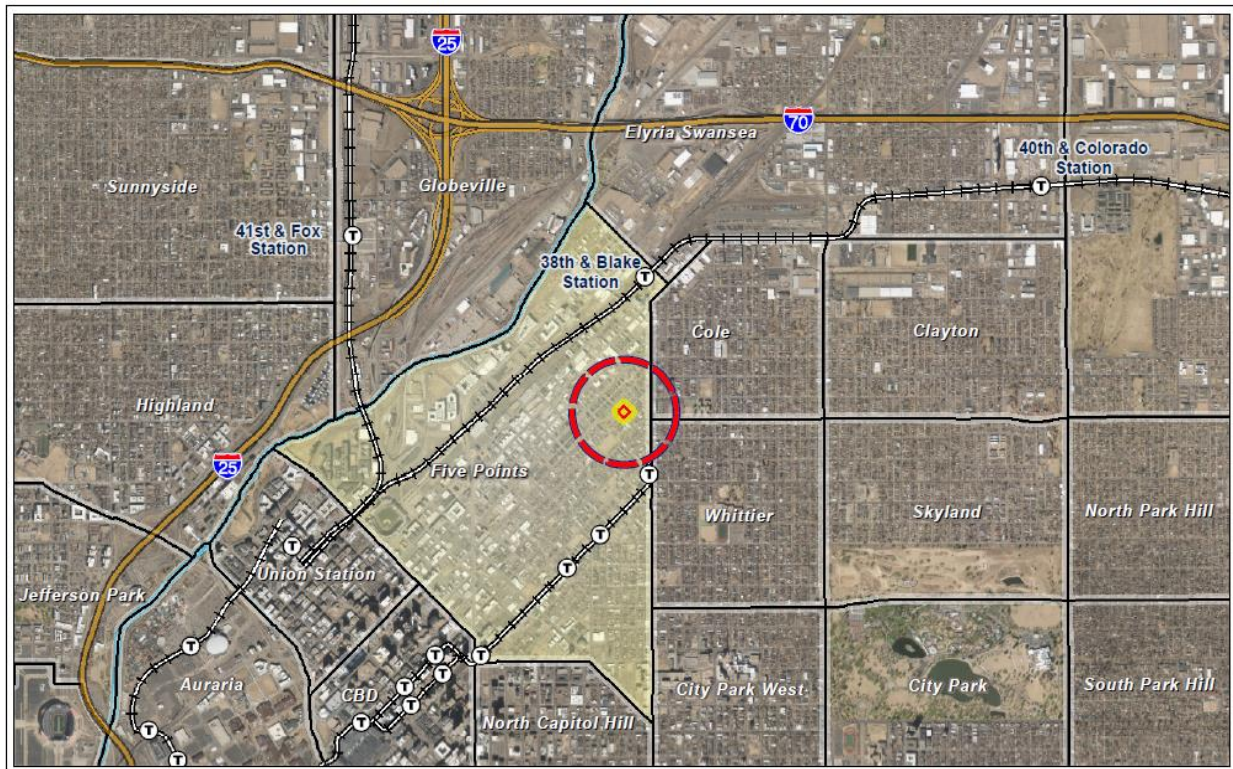 25
70
Elyria Swansea
40th & Colorado
Station
Sunnyside
Globeville
41st & Fox
Station
38th & Blake
Station
T
T
T
Cole
Clayton
Highland
25
Five Points
T
Whittier
Skyland
North Park Hill
T
T
Union Station
T
Jefferson Park
T
T
T
T
T
T
Auraria
CBD
City Park West
City Park
South Park Hill
North Capitol Hill
T
T
T